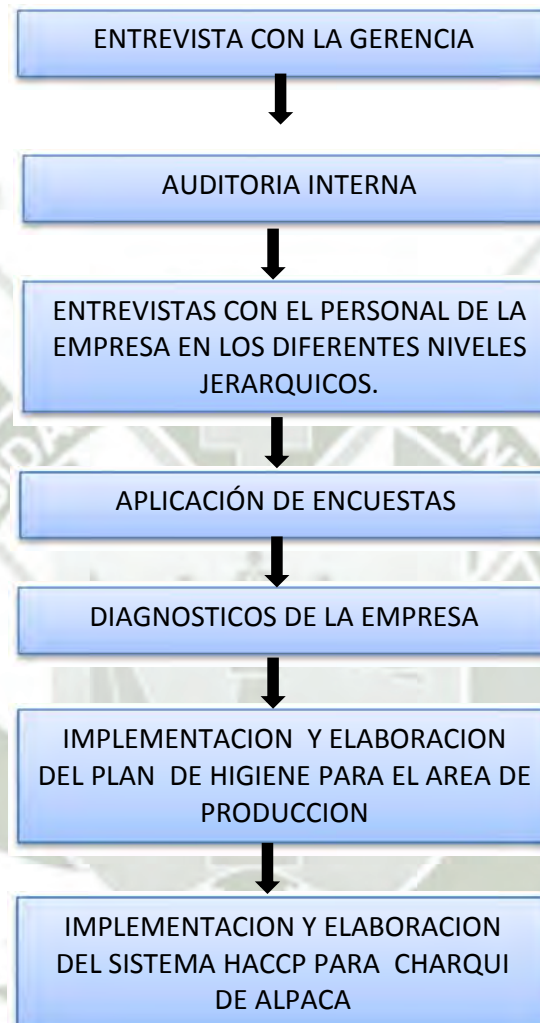 ENTREVISTA CON LA GERENCIA
AUDITORIA INTERNA
ENTREVISTAS CON EL PERSONAL DE LA
EMPRESA EN LOS DIFERENTES NIVELES
JERARQUICOS.
APLICACIÓN DE ENCUESTAS
DIAGNOSTICOS DE LA EMPRESA
IMPLEMENTACION Y ELABORACION
DEL PLAN DE HIGIENE PARA EL AREA DE
PRODUCCION
IMPLEMENTACION Y ELABORACION
DEL SISTEMA HACCP PARA CHARQUI
DE ALPACA